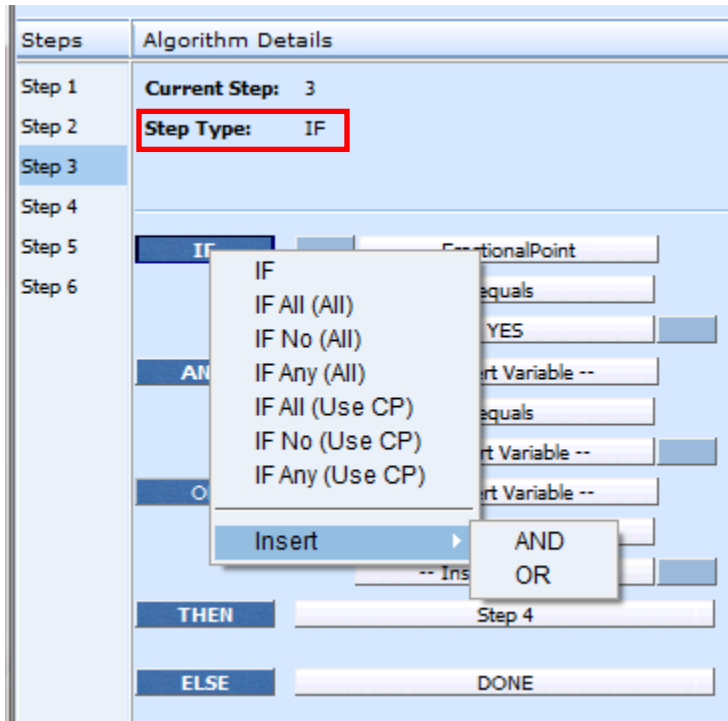 Steps
Algorithm Details
Step 1
Step 2
Step 3
Step 4
Step 5
Step 6
Current Step: 3
Step Type: IF
IF
equals
YES
equals
THEN Step 4
ELSE DONE
IF
IF All (All)
IF No (All)
IF Any (All)
IF All (Use CP)
IF No (Use CP)
IF Any (Use CP)
Insert
AND
OR